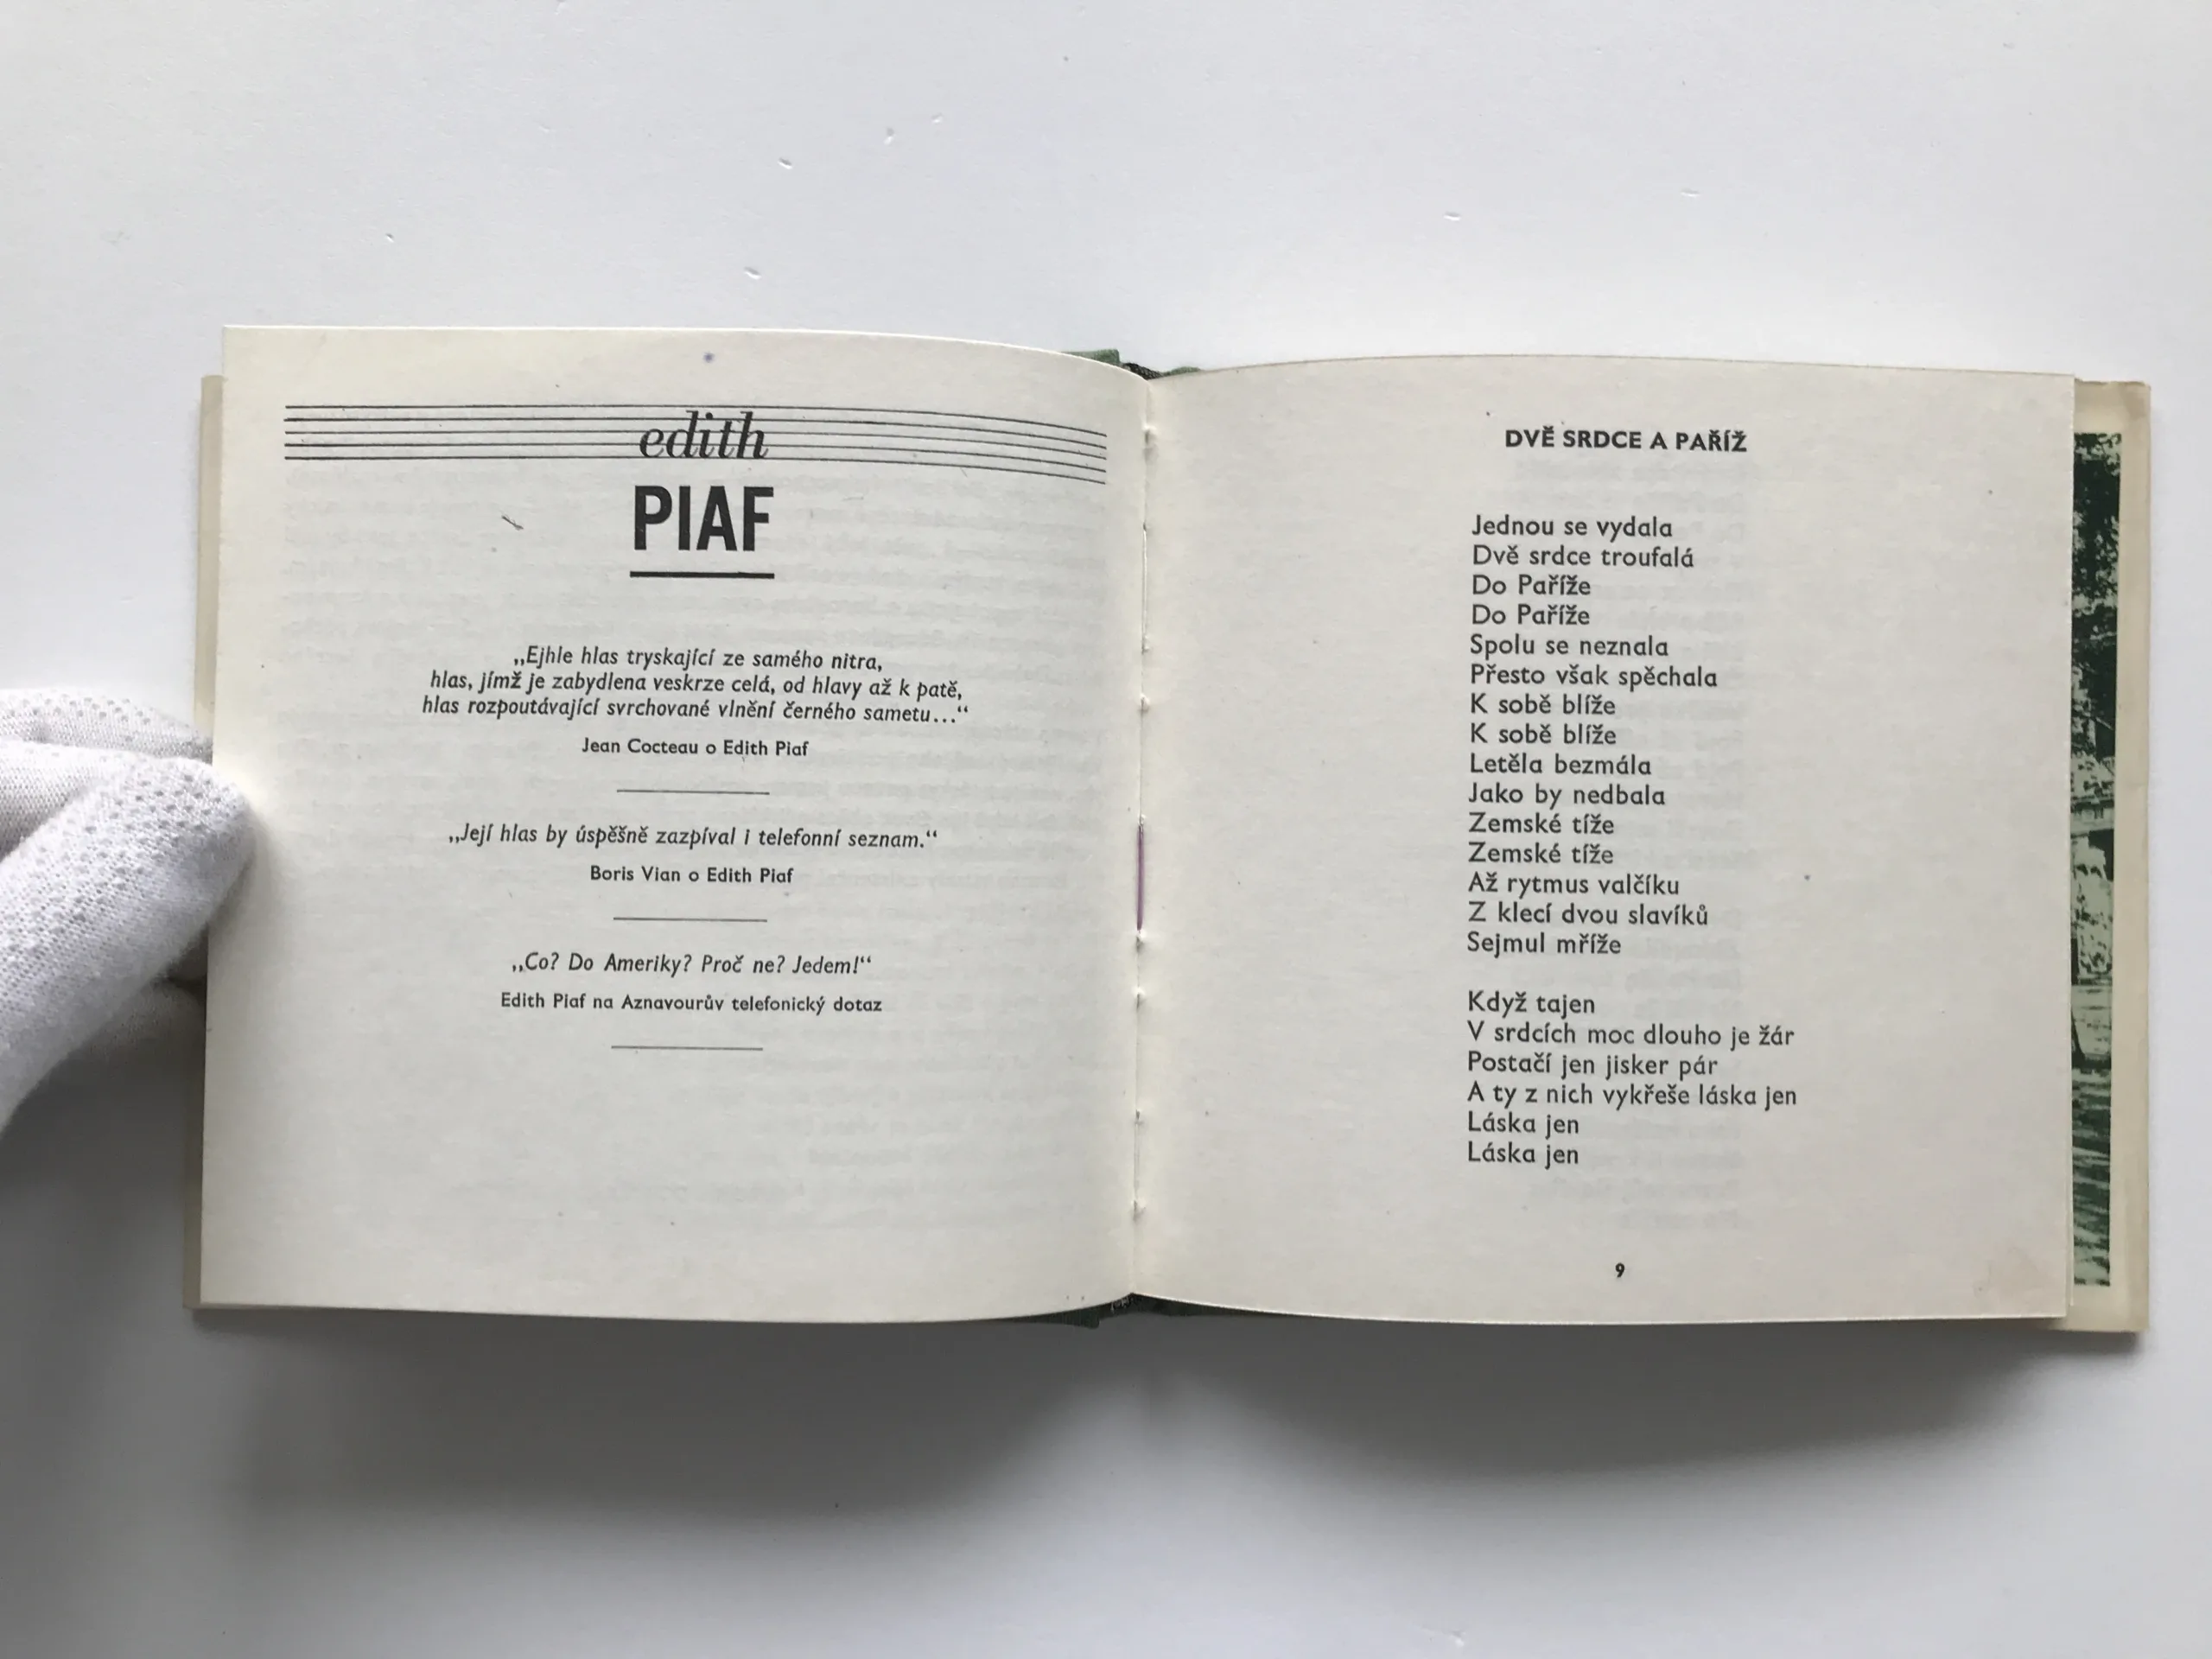 edith
PIAF
„Ejhle hlas tryskající ze samého nitra,
hlas, jímž je zabydlena veskrze celá, od hlavy až k patě,
hlas rozpoutávající svrchované vlnění černého sametu...“
Jean Cocteau o Edith Piaf
„Její hlas by úspěšně zazpíval i telefonní seznam.“
Boris Vian o Edith Piaf
„Co? Do Ameriky? Proč ne? Jedem!“
Edith Piaf na Aznavourův telefonický dotaz
DVĚ SRDCE A PAŘÍŽ
Jednou se vydala
Dvě srdce troufalá
Do Paříže
Do Paříže
Spolu se neznala
Přesto však spěchala
K sobě blíže
K sobě blíže
Letěla bezmála
Jako by nedbala
Zemské tíže
Zemské tíže
Až rytmus valčíku
Z klecí dvou slavíků
Sejmul mříže
Když tajen
V srdcích moc dlouho je žár
Postačí jen jisker pár
A ty z nich vykřeše láska jen
Láska jen
Láska jen
9